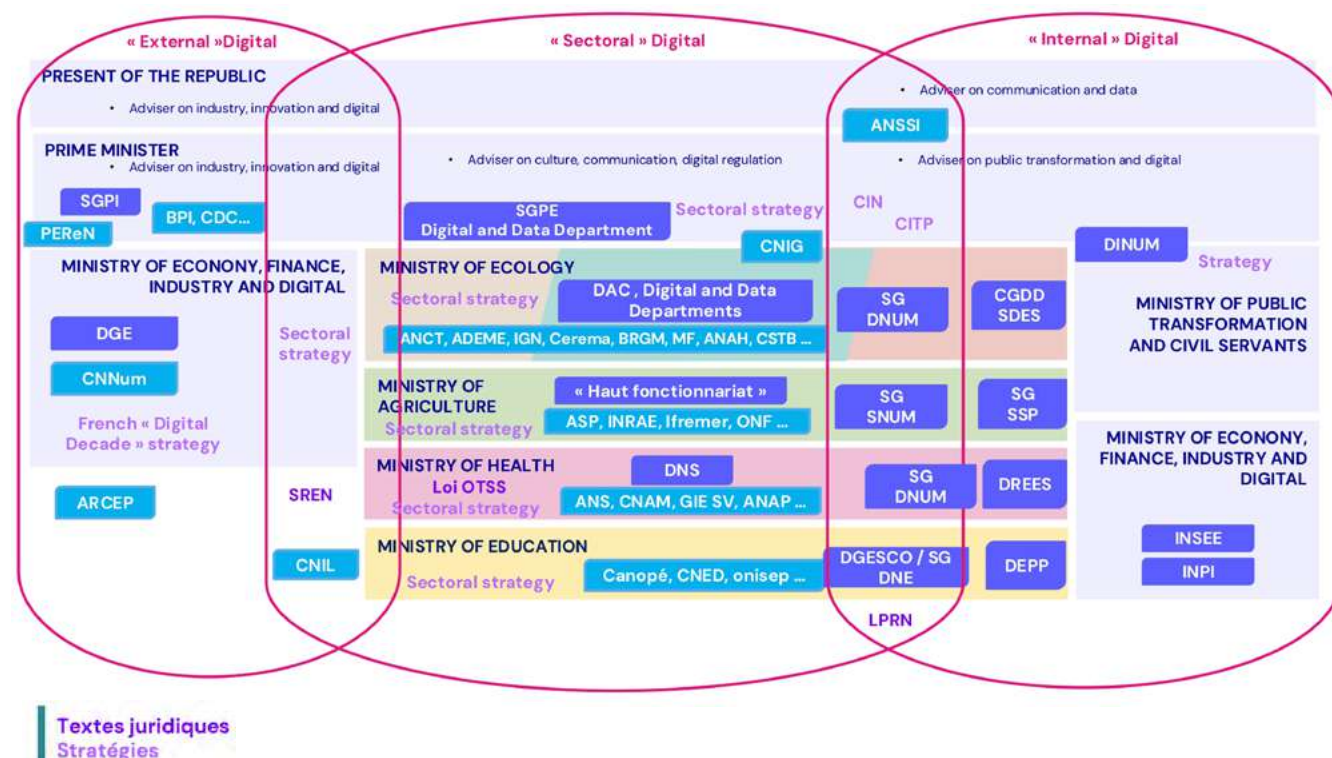 « External »Digital
« Sectoral » Digital
« Internal » Digital
PRESENT OF THE REPUBLIC
• Adviser on industry, innovation and digital
• Adviser on communication and data
ANSSI
PRIME MINISTER
• Adviser on industry, innovation and digital
• Adviser on culture, communication, digital regulation
• Adviser on public transformation and digital
SGPI
BPI, CDC...
PEReN
SGPE
Digital and Data Department
Sectoral strategy
CIN
CITP
CNIG
DINUM
Strategy
MINISTRY OF ECONONY, FINANCE,
INDUSTRY AND DIGITAL
DGE
CNNum
French « Digital
Decade » strategy
Sectoral
strategy
ARCEP
SREN
CNIL
MINISTRY OF ECOLOGY
Sectoral strategy
DAC , Digital and Data
Departments
ANCT, ADEME, IGN, Cerema, BRGM, MF, ANAH, CSTB ...
SG
DNUM
CGDD
SDES
MINISTRY OF
AGRICULTURE
Sectoral strategy
« Haut fonctionnariat »
ASP, INRAE, Ifremer, ONF ...
SG
SNUM
SG
SSP
MINISTRY OF HEALTH
Loi OTSS
Sectoral strategy
DNS
ANS, CNAM, GIE SV, ANAP ...
SG
DNUM
DREES
MINISTRY OF EDUCATION
Sectoral strategy
Canopé, CNED, onisep ...
DGESCO / SG
DNE
DEPP
LPRN
MINISTRY OF PUBLIC
TRANSFORMATION
AND CIVIL SERVANTS
MINISTRY OF ECONONY,
FINANCE, INDUSTRY AND
DIGITAL
INSEE
INPI
Textes juridiques
Stratégies